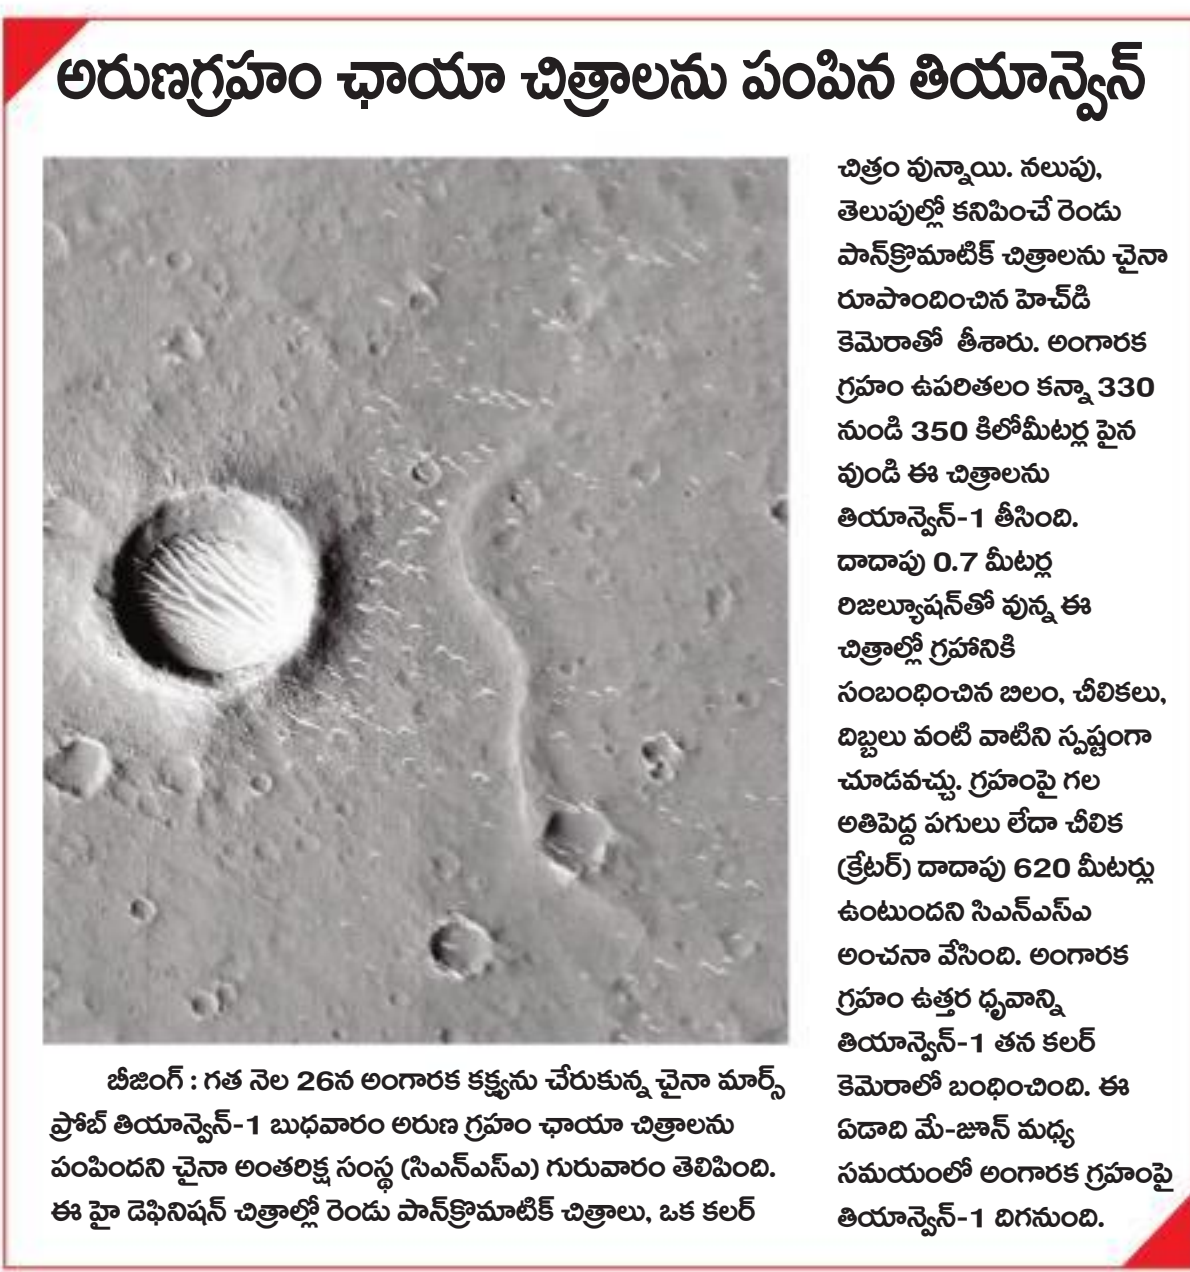 అరుణగ్రహం ఛాయా చిత్రాలను పంపిన తియాన్వెన్
బీజింగ్ : గత నెల 26న అంగారక కక్ష్యను చేరుకున్న చైనా మార్స్
ప్రోబ్ తియాన్వెన్-1 బుధవారం అరుణ గ్రహం ఛాయా చిత్రాలను
పంపిందని చైనా అంతరిక్ష సంస్థ (సిఎన్ఎస్ఎ) గురువారం తెలిపింది.
ఈ హై డెఫినిషన్ చిత్రాల్లో రెండు పాన్‌క్రొమాటిక్ చిత్రాలు, ఒక కలర్
చిత్రం వున్నాయి. నలుపు,
తెలుపుల్లో కనిపించే రెండు
పాన్‌క్రొమాటిక్ చిత్రాలను చైనా
రూపొందించిన హెచ్‌డి
కెమెరాతో తీశారు. అంగారక
గ్రహం ఉపరితలం కన్నా 330
నుండి 350 కిలోమీటర్ల పైన
వుండి ఈ చిత్రాలను
తియాన్వెన్-1 తీసింది.
దాదాపు 0.7 మీటర్ల
రిజల్యూషన్‌తో వున్న ఈ
చిత్రాల్లో గ్రహానికి
సంబంధించిన బిలం, చీలికలు,
దిబ్బలు వంటి వాటిని స్పష్టంగా
చూడవచ్చు. గ్రహంపై గల
అతిపెద్ద పగులు లేదా చీలిక
(క్రేటర్) దాదాపు 620 మీటర్లు
ఉంటుందని సిఎన్ఎస్ఎ
అంచనా వేసింది. అంగారక
గ్రహం ఉత్తర ధృవాన్ని
తియాన్వెన్-1 తన కలర్
కెమెరాలో బంధించింది. ఈ
ఏడాది మే-జూన్ మధ్య
సమయంలో అంగారక గ్రహంపై
తియాన్వెన్-1 దిగనుంది.